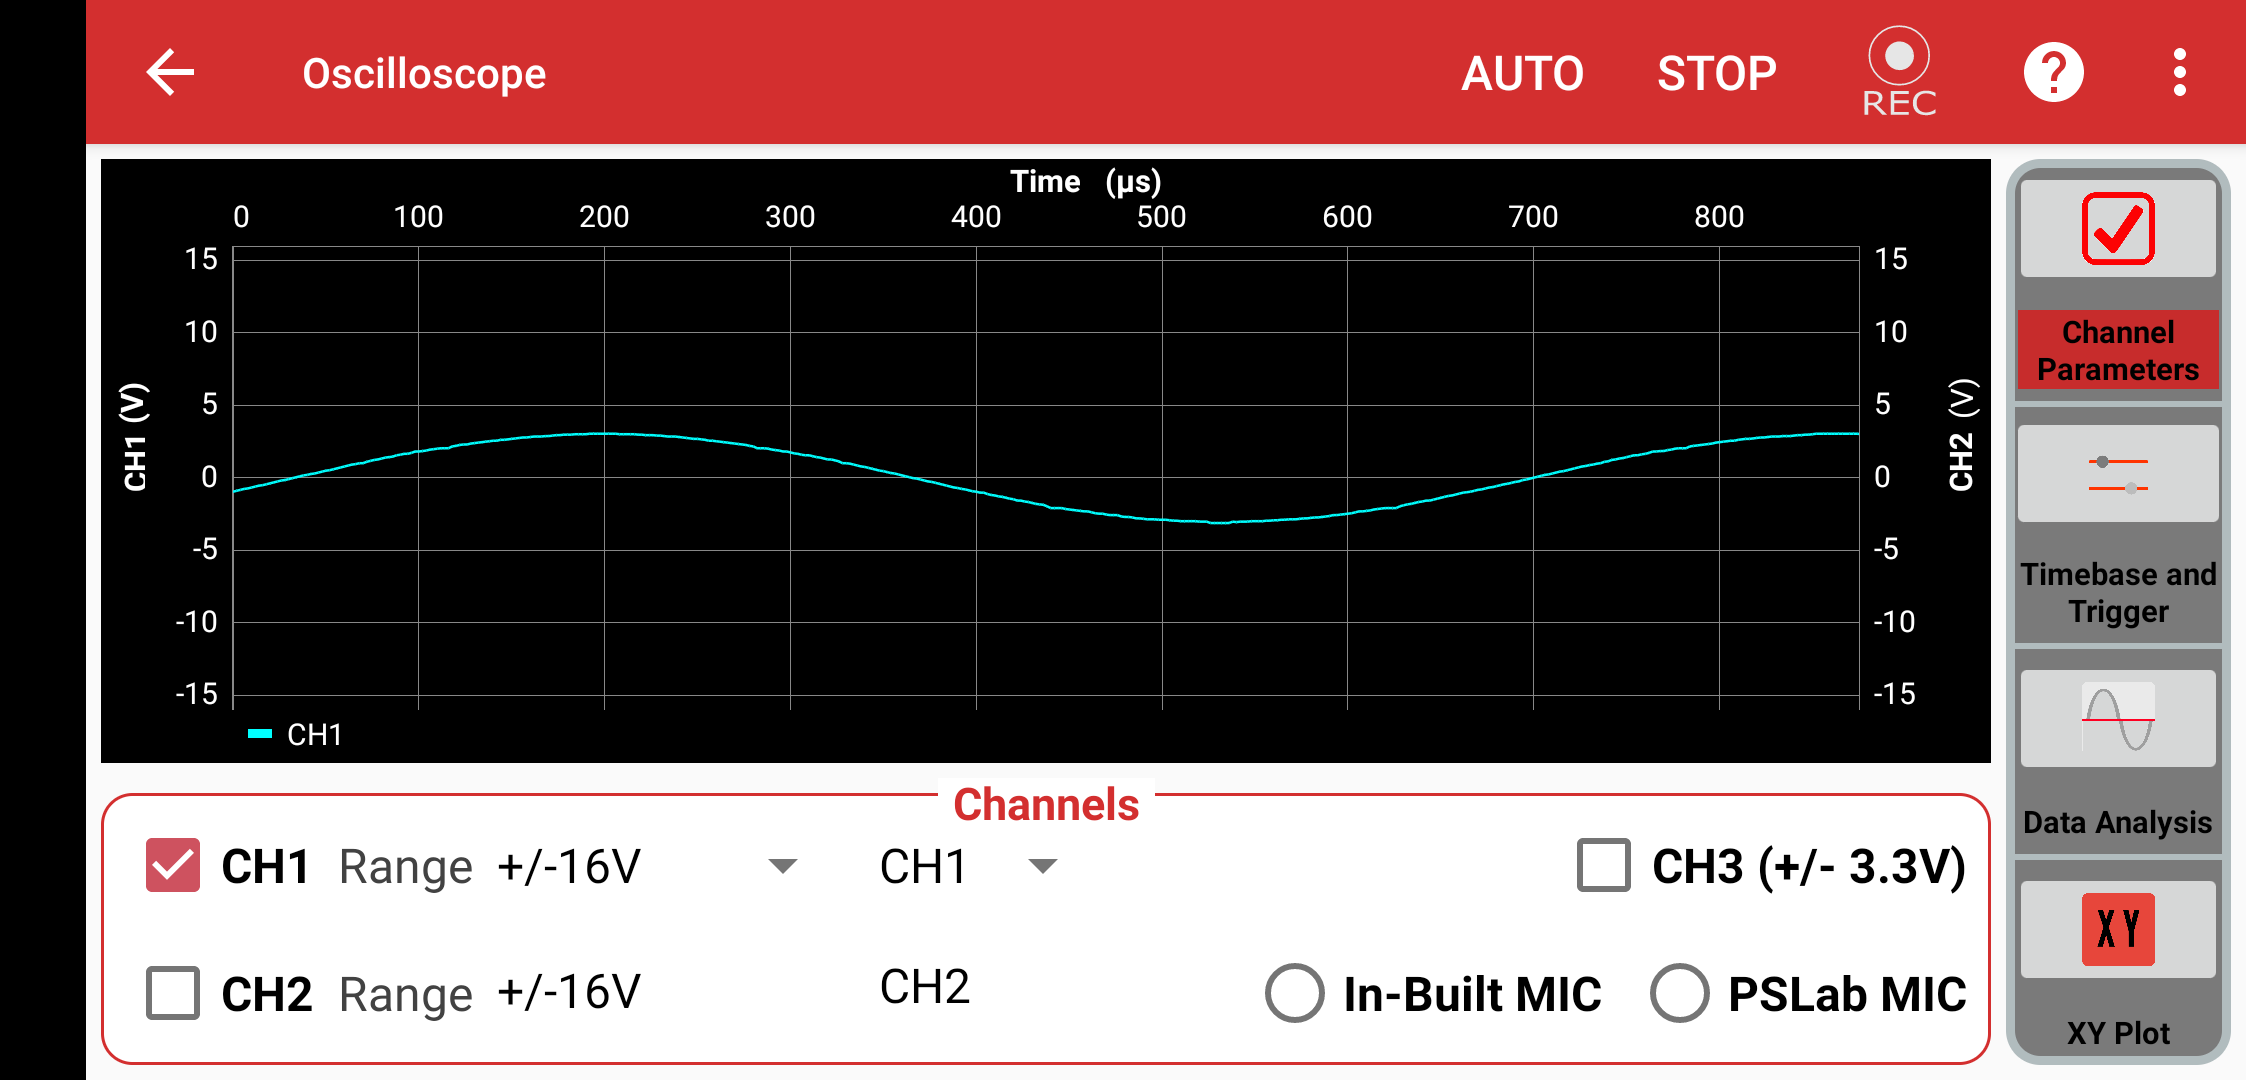 Oscilloscope
AUTO
STOP
REC
?
Time (μs)
0 100 200 300 400 500 600 700 800
15 15
10 10
5 5
0 0
-5 -5
-10 -10
-15 -15
CH1 (V)
CH2 (V)
CH1
Channel
Parameters
Timebase and
Trigger
Data Analysis
XY
XY Plot
Channels
CH1 Range +/-16V CH1 CH3 (+/- 3.3V)
CH2 Range +/-16V CH2 In-Built MIC PSLab MIC